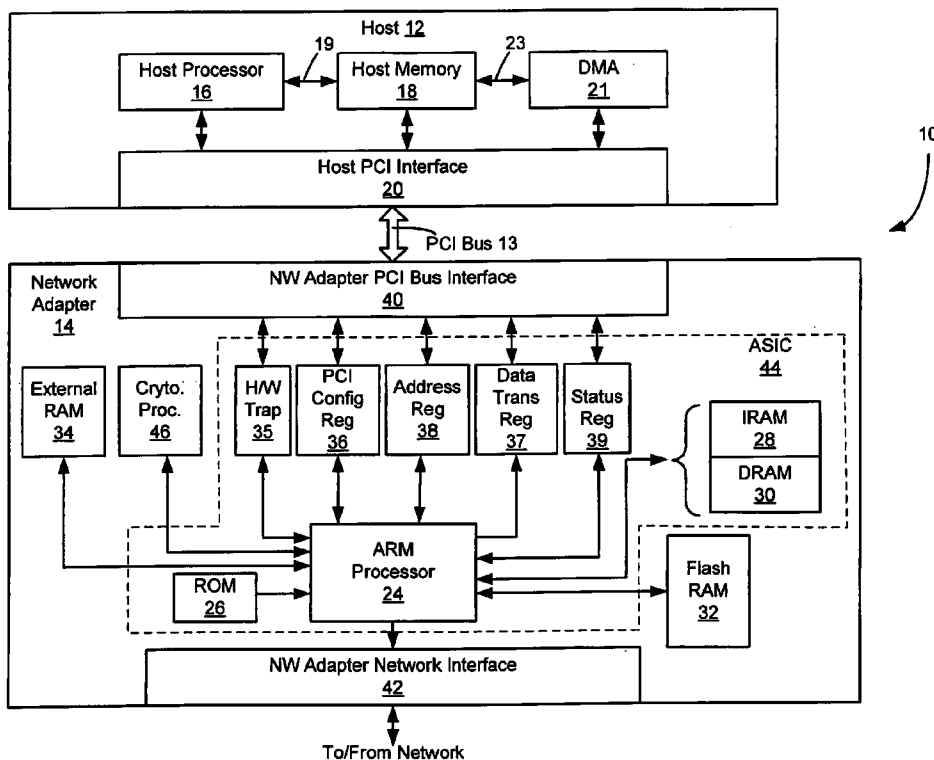 Host 12
19
23
Host Processor
16
Host Memory
18
DMA
21
Host PCI Interface
20
10
PCI Bus 13
Network
Adapter
14
NW Adapter PCI Bus Interface
40
ASIC
44
External
RAM
34
Cryto.
Proc.
46
H/W
Trap
35
PCI
Config
Reg
36
Address
Reg
38
Data
Trans
Reg
37
Status
Reg
39
IRAM
28
DRAM
30
ARM
Processor
24
ROM
26
Flash
RAM
32
NW Adapter Network Interface
42
To/From Network